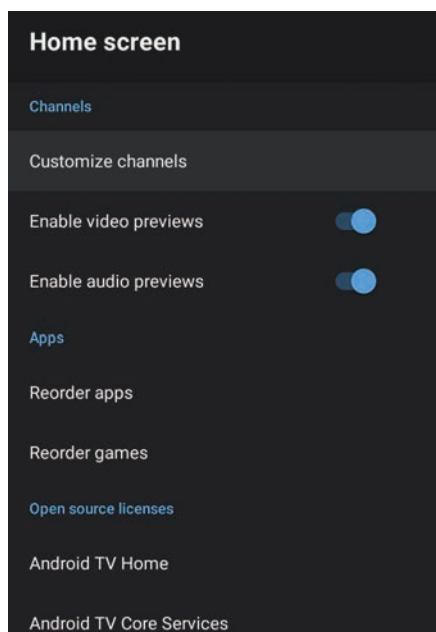 Home screen
Channels
Customize channels
Enable video previews
Enable audio previews
Apps
Reorder apps
Reorder games
Open source licenses
Android TV Home
Android TV Core Services